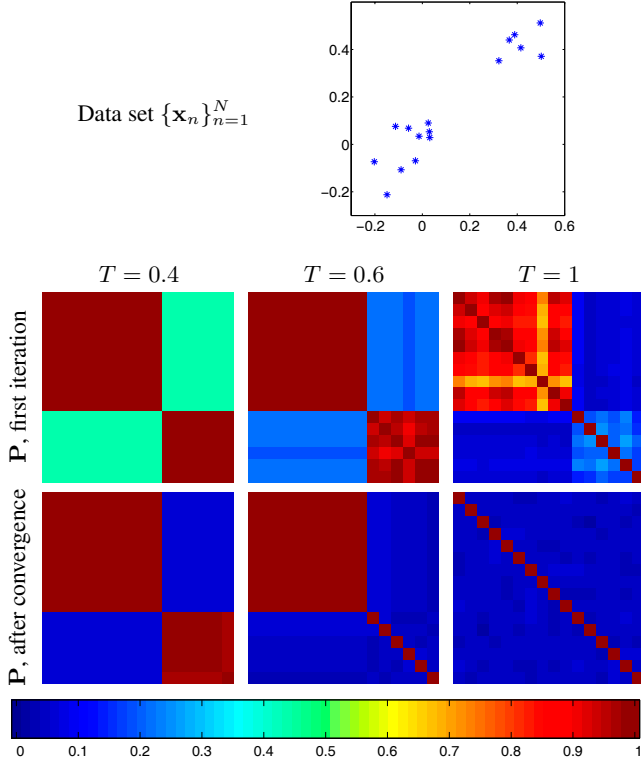 Data set {x_n}_{n=1}^N
0.4
0.2
0
−0.2
−0.2 0 0.2 0.4 0.6
T = 0.4 T = 0.6 T = 1
P, first iteration
P, after convergence
0 0.1 0.2 0.3 0.4 0.5 0.6 0.7 0.8 0.9 1